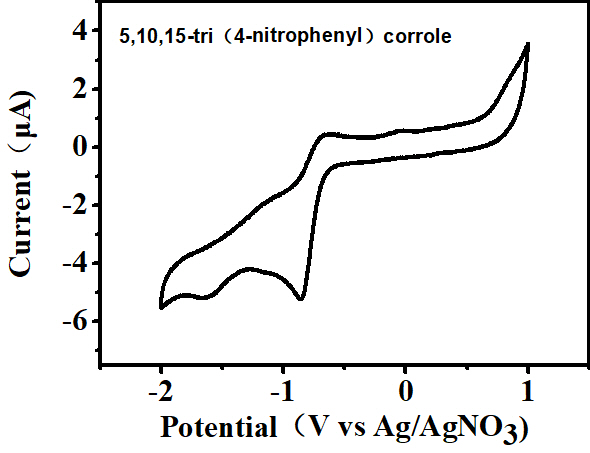 5,10,15-tri（4-nitrophenyl）corrole
4
2
0
-2
-4
-6
Current（μA）
-2 -1 0 1
Potential（V vs Ag/AgNO3)